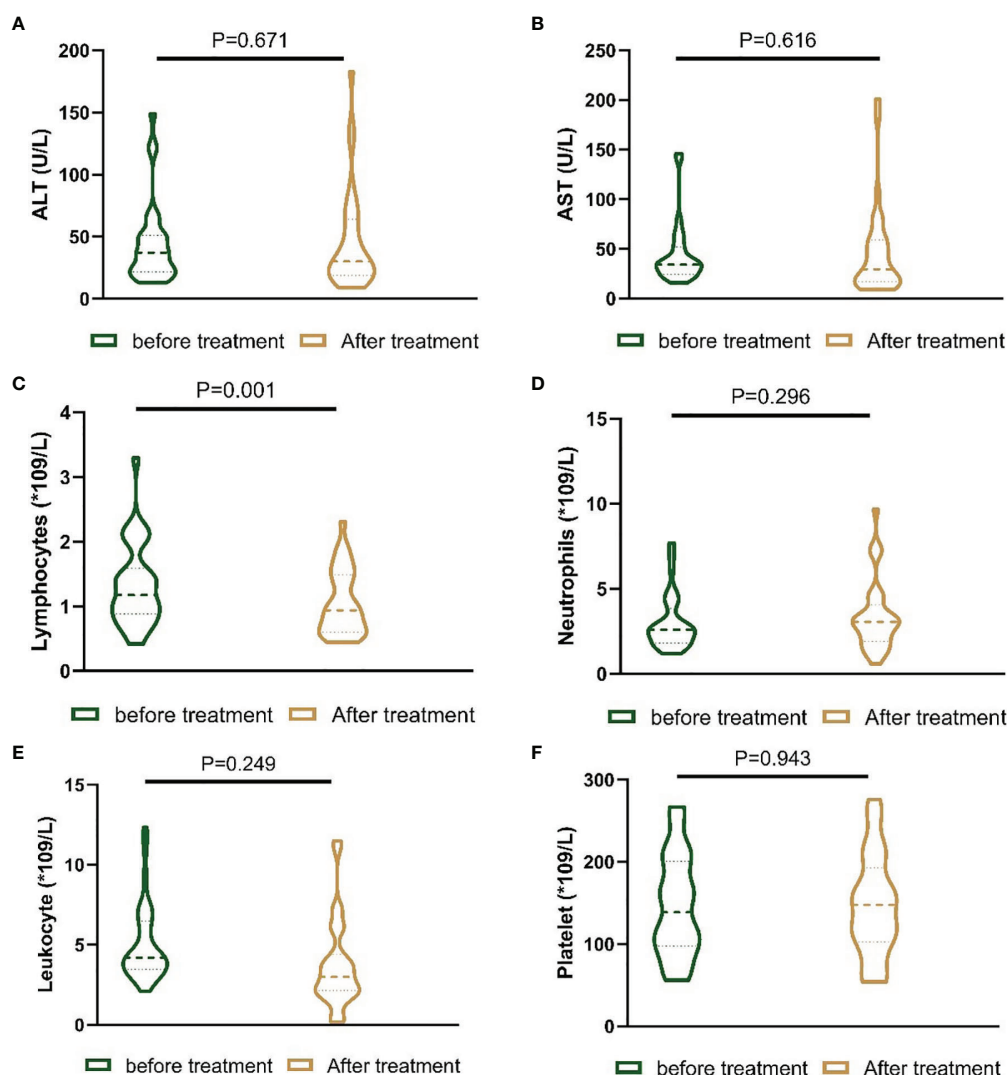 A
P=0.671
200
150
100
50
0
ALT (U/L)
before treatment
After treatment
B
P=0.616
250
200
150
100
50
0
AST (U/L)
before treatment
After treatment
C
P=0.001
4
3
2
1
0
Lymphocytes (*109/L)
before treatment
After treatment
D
P=0.296
15
10
5
0
Neutrophils (*109/L)
before treatment
After treatment
E
P=0.249
15
10
5
0
Leukocyte (*109/L)
before treatment
After treatment
F
P=0.943
300
200
100
0
Platelet (*109/L)
before treatment
After treatment